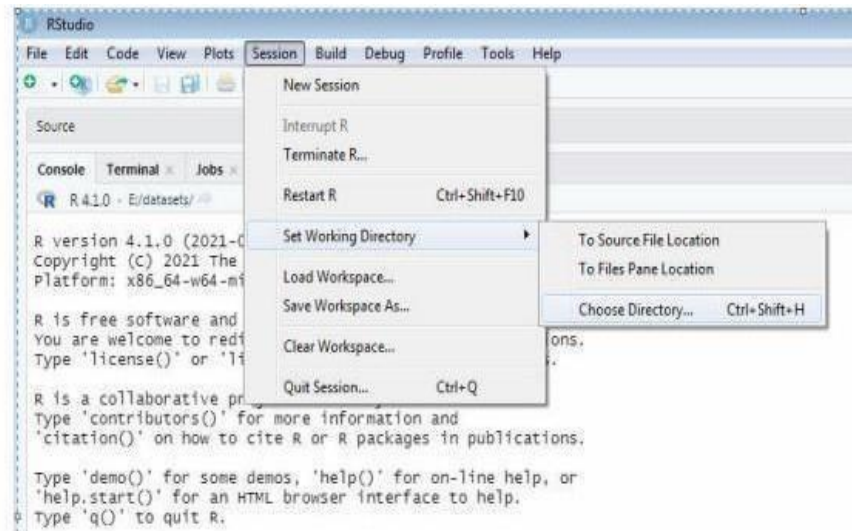 RStudio
File Edit Code View Plots Session Build Debug Profile Tools Help
New Session
Source
Interrupt R
Terminate R...
Console Terminal × Jobs ×
Restart R Ctrl+Shift+F10
R 4.1.0 · E:/datasets/
Set Working Directory
To Source File Location
To Files Pane Location
Choose Directory... Ctrl+Shift+H
Load Workspace...
Save Workspace As...
Clear Workspace...
Quit Session... Ctrl+Q
R version 4.1.0 (2021-0
Copyright (C) 2021 The
Platform: x86_64-w64-mi
R is free software and
You are welcome to redi ons.
Type 'license()' or 'li .
R is a collaborative pr
Type 'contributors()' for more information and
'citation()' on how to cite R or R packages in publications.
Type 'demo()' for some demos, 'help()' for on-line help, or
'help.start()' for an HTML browser interface to help.
Type 'q()' to quit R.